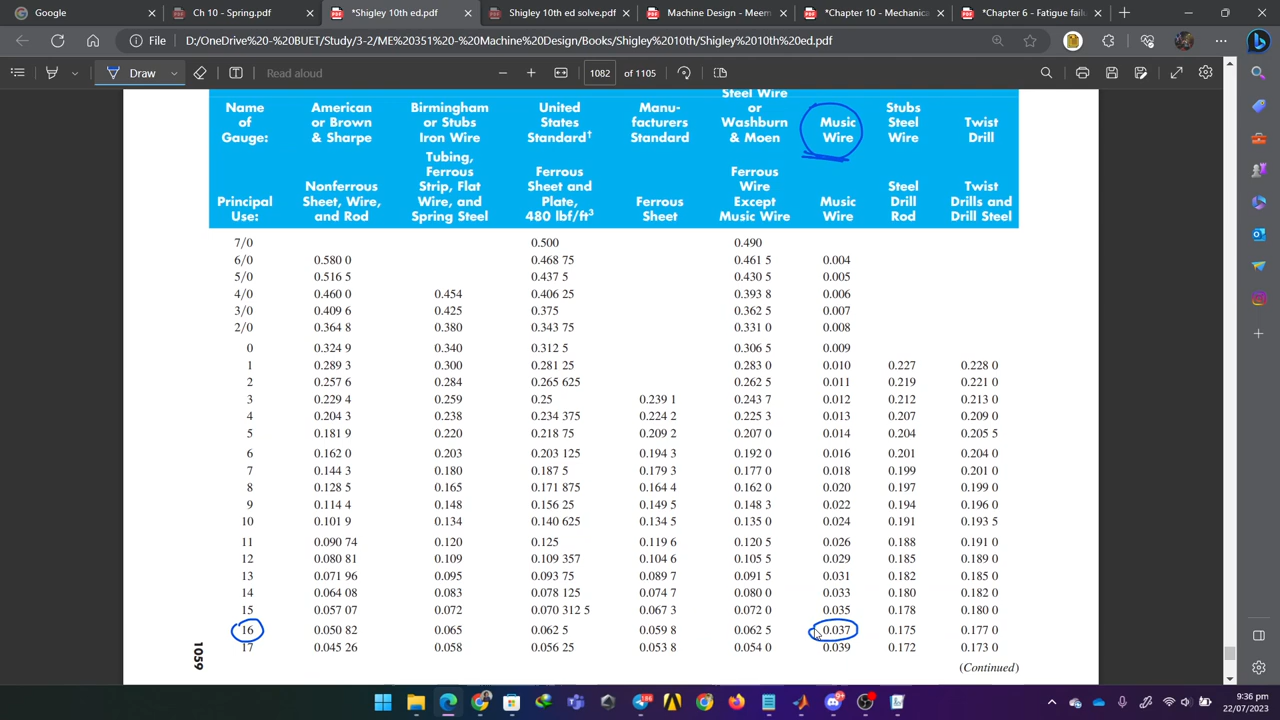 Google
Ch 10 - Spring.pdf
*Shigley 10th ed.pdf
Shigley 10th ed solve.pdf
Machine Design - Meem
*Chapter 10 - Mechanica
*Chapter 6 - Fatigue failu
File D:/OneDrive%20-%20BUET/Study/3-2/ME%20351%20-%20Machine%20Design/Books/Shigley%2010th/Shigley%2010th%20ed.pdf
Draw Read aloud 1082 of 1105
Name of Gauge: American or Brown & Sharpe Birmingham or Stubs Iron Wire United States Standard† Manu-facturers Standard Steel Wire or Washburn & Moen Music Wire Stubs Steel Wire Twist Drill
Principal Use: Nonferrous Sheet, Wire, and Rod Tubing, Ferrous Strip, Flat Wire, and Spring Steel Ferrous Sheet and Plate, 480 lbf/ft³ Ferrous Sheet Ferrous Wire Except Music Wire Music Wire Steel Drill Rod Twist Drills and Drill Steel
7/0 0.500 0.490
6/0 0.580 0 0.468 75 0.461 5 0.004
5/0 0.516 5 0.437 5 0.430 5 0.005
4/0 0.460 0 0.454 0.406 25 0.393 8 0.006
3/0 0.409 6 0.425 0.375 0.362 5 0.007
2/0 0.364 8 0.380 0.343 75 0.331 0 0.008
0 0.324 9 0.340 0.312 5 0.306 5 0.009
1 0.289 3 0.300 0.281 25 0.283 0 0.010 0.227 0.228 0
2 0.257 6 0.284 0.265 625 0.262 5 0.011 0.219 0.221 0
3 0.229 4 0.259 0.25 0.239 1 0.243 7 0.012 0.212 0.213 0
4 0.204 3 0.238 0.234 375 0.224 2 0.225 3 0.013 0.207 0.209 0
5 0.181 9 0.220 0.218 75 0.209 2 0.207 0 0.014 0.204 0.205 5
6 0.162 0 0.203 0.203 125 0.194 3 0.192 0 0.016 0.201 0.204 0
7 0.144 3 0.180 0.187 5 0.179 3 0.177 0 0.018 0.199 0.201 0
8 0.128 5 0.165 0.171 875 0.164 4 0.162 0 0.020 0.197 0.199 0
9 0.114 4 0.148 0.156 25 0.149 5 0.148 3 0.022 0.194 0.196 0
10 0.101 9 0.134 0.140 625 0.134 5 0.135 0 0.024 0.191 0.193 5
11 0.090 74 0.120 0.125 0.119 6 0.120 5 0.026 0.188 0.191 0
12 0.080 81 0.109 0.109 357 0.104 6 0.105 5 0.029 0.185 0.189 0
13 0.071 96 0.095 0.093 75 0.089 7 0.091 5 0.031 0.182 0.185 0
14 0.064 08 0.083 0.078 125 0.074 7 0.080 0 0.033 0.180 0.182 0
15 0.057 07 0.072 0.070 312 5 0.067 3 0.072 0 0.035 0.178 0.180 0
16 0.050 82 0.065 0.062 5 0.059 8 0.062 5 0.037 0.175 0.177 0
17 0.045 26 0.058 0.056 25 0.053 8 0.054 0 0.039 0.172 0.173 0
(Continued)
1059
9:36 pm
22/07/2023